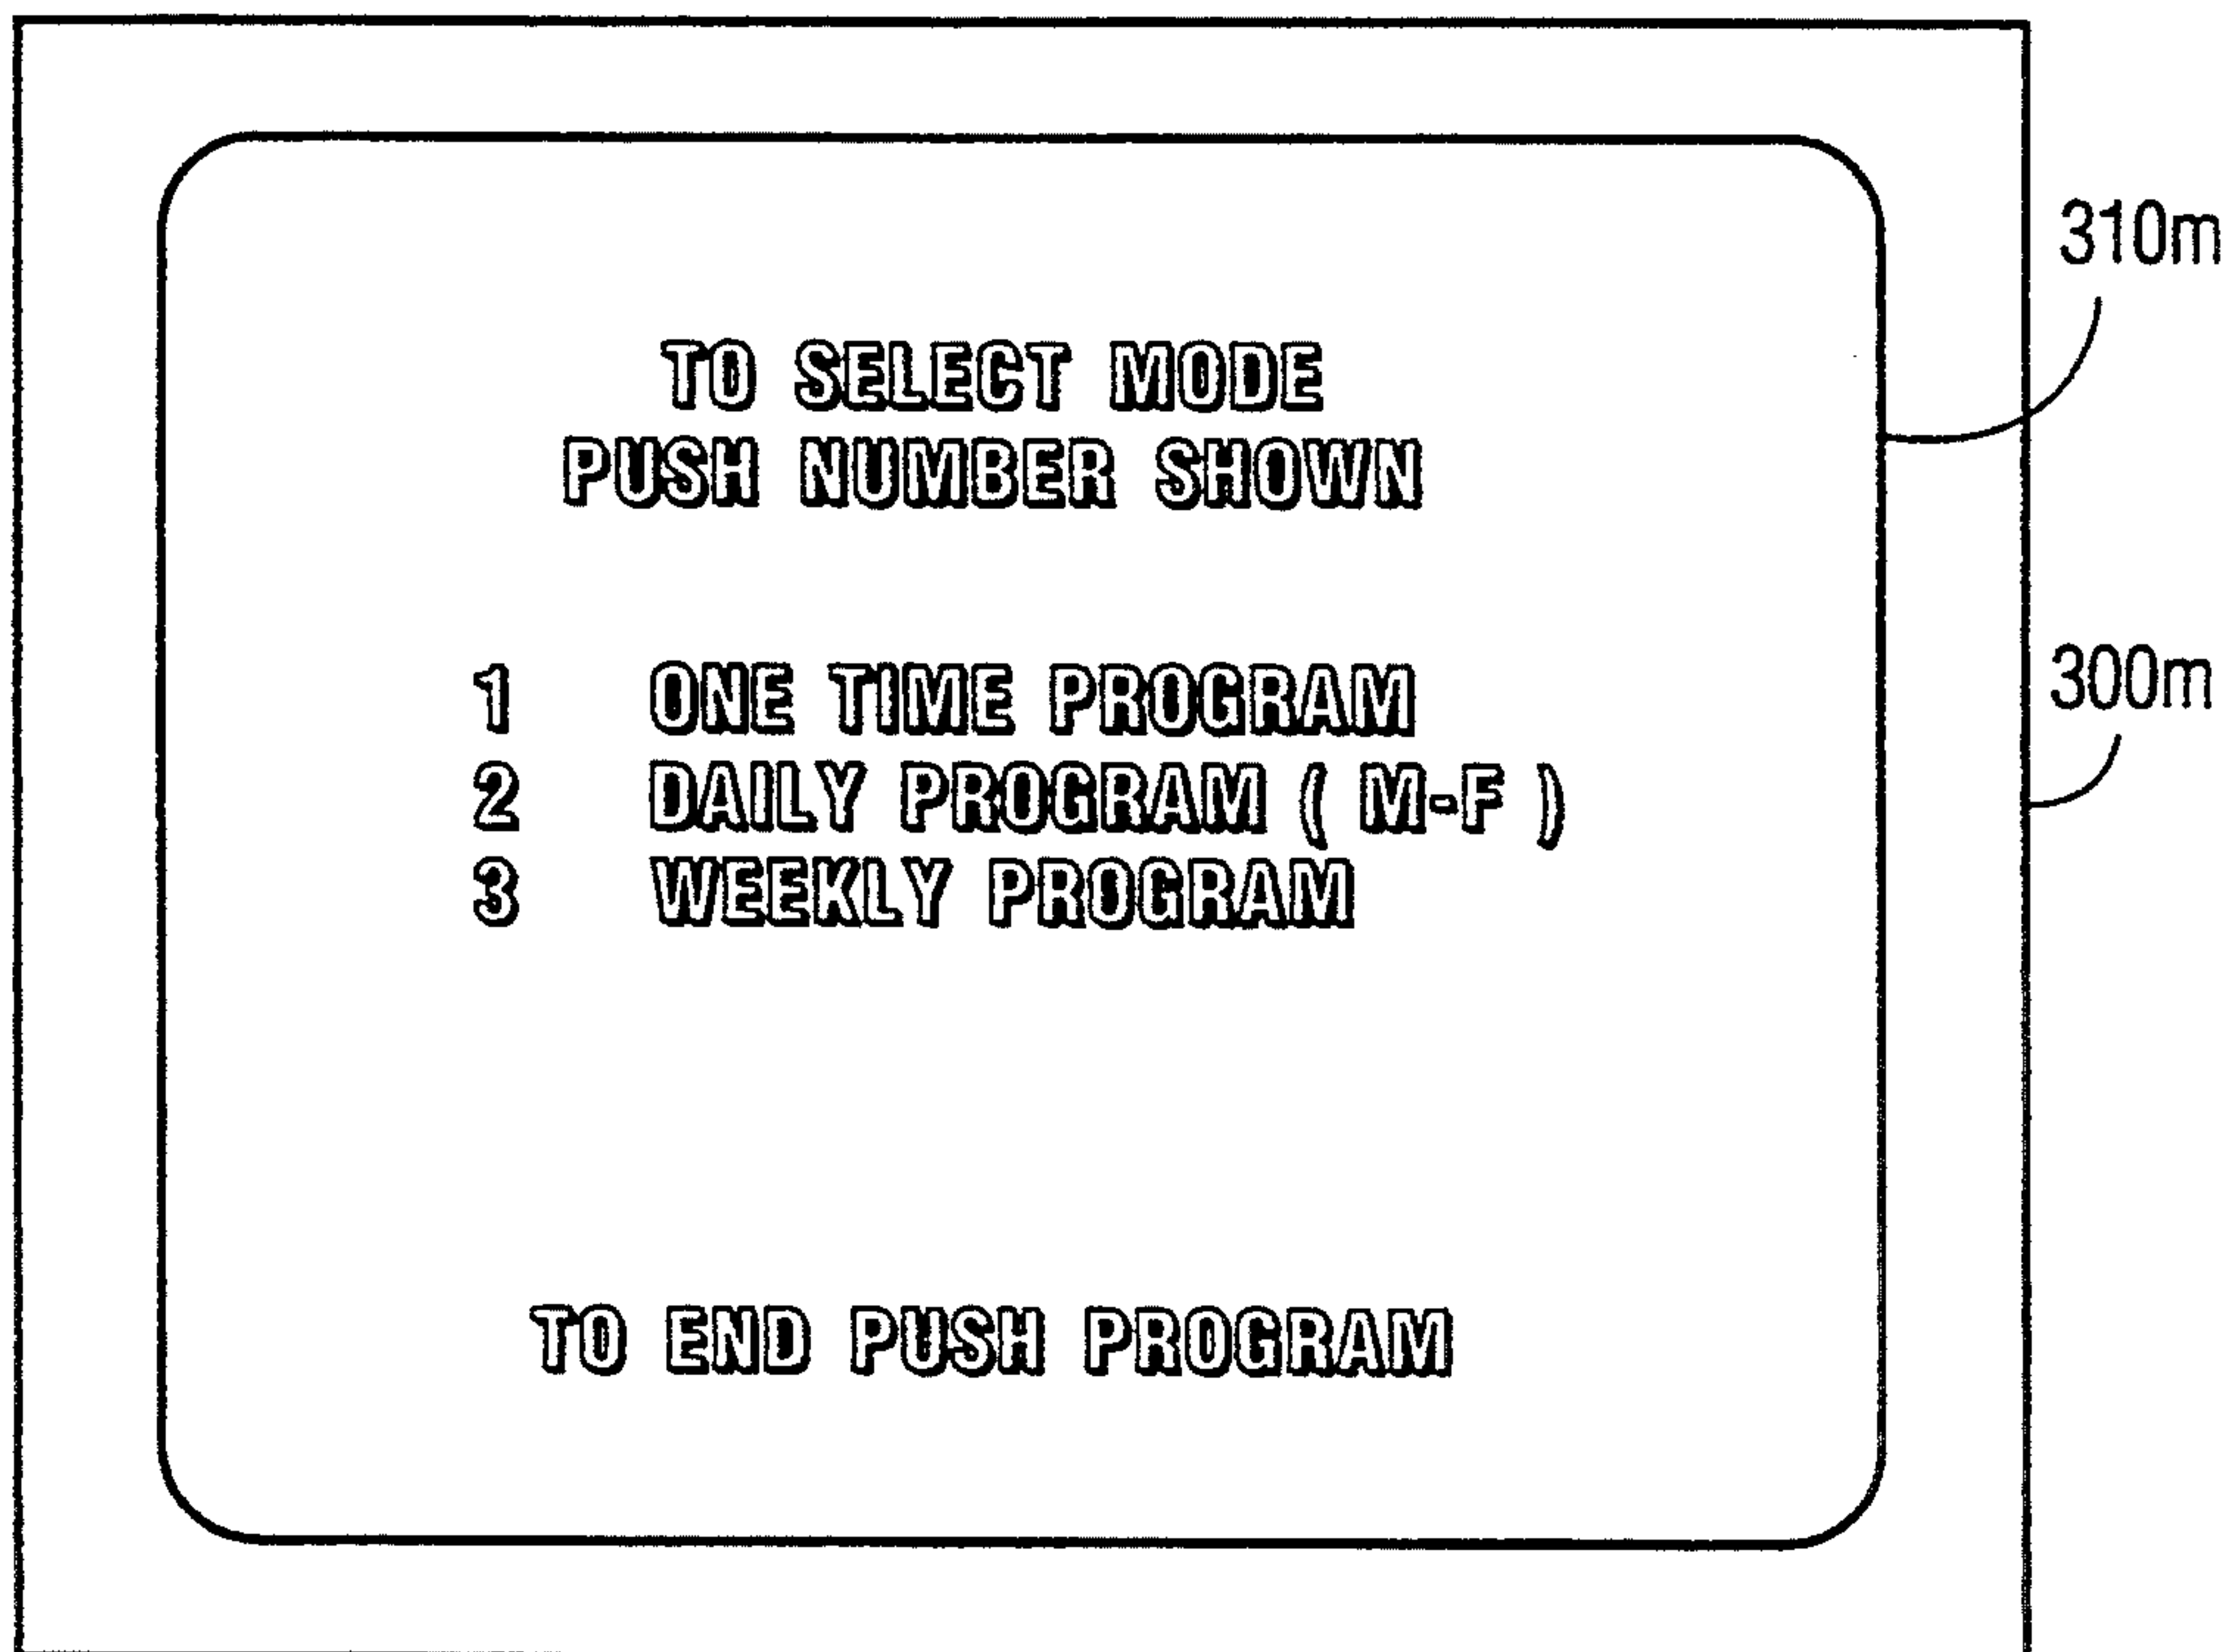 TO SELECT MODE
PUSH NUMBER SHOWN
1 ONE TIME PROGRAM
2 DAILY PROGRAM ( M-F )
3 WEEKLY PROGRAM
TO END PUSH PROGRAM
310m
300m